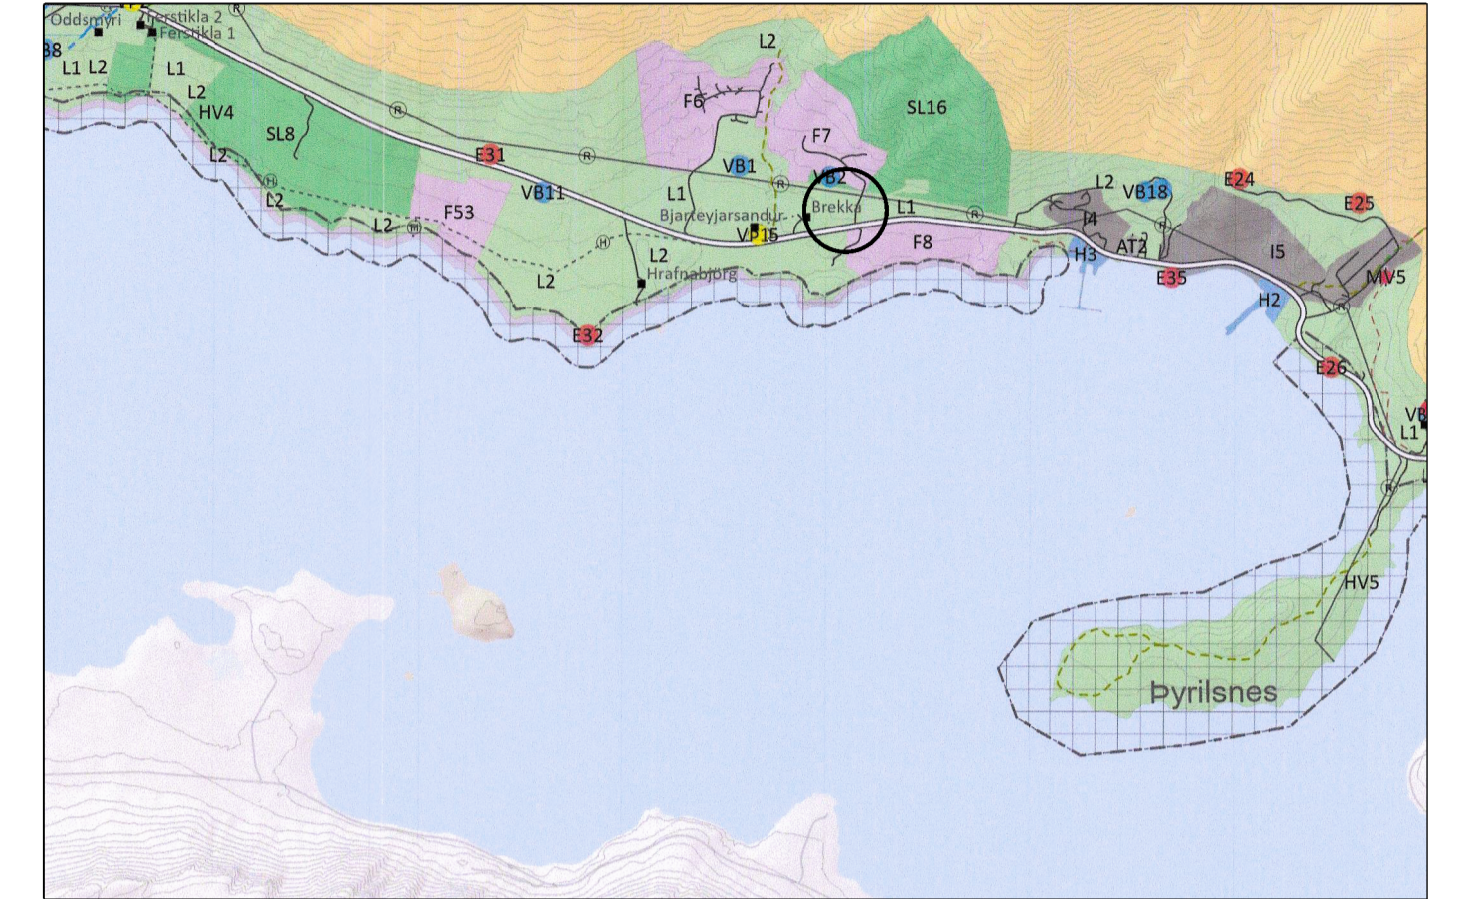 Oddsmýri
Ferstikla 2
Ferstikla 1
L1 L2
L1
L2
HV4
SL8
L2
H
L2
L2
H
F53
R
R
E31
R
VB11
F6
L2
F7
SL16
VB1
R
VB2
L1
Brekka
L1
Bjarteyjarsandur
VP15
H
L2
Hrafnabjörg
L2
E32
F8
R
L2
VB18
E24
E25
I4
R
AT2
H3
I5
E35
MV5
H2
R
E26
VB
L1
R
HV5
Þyrilsnes